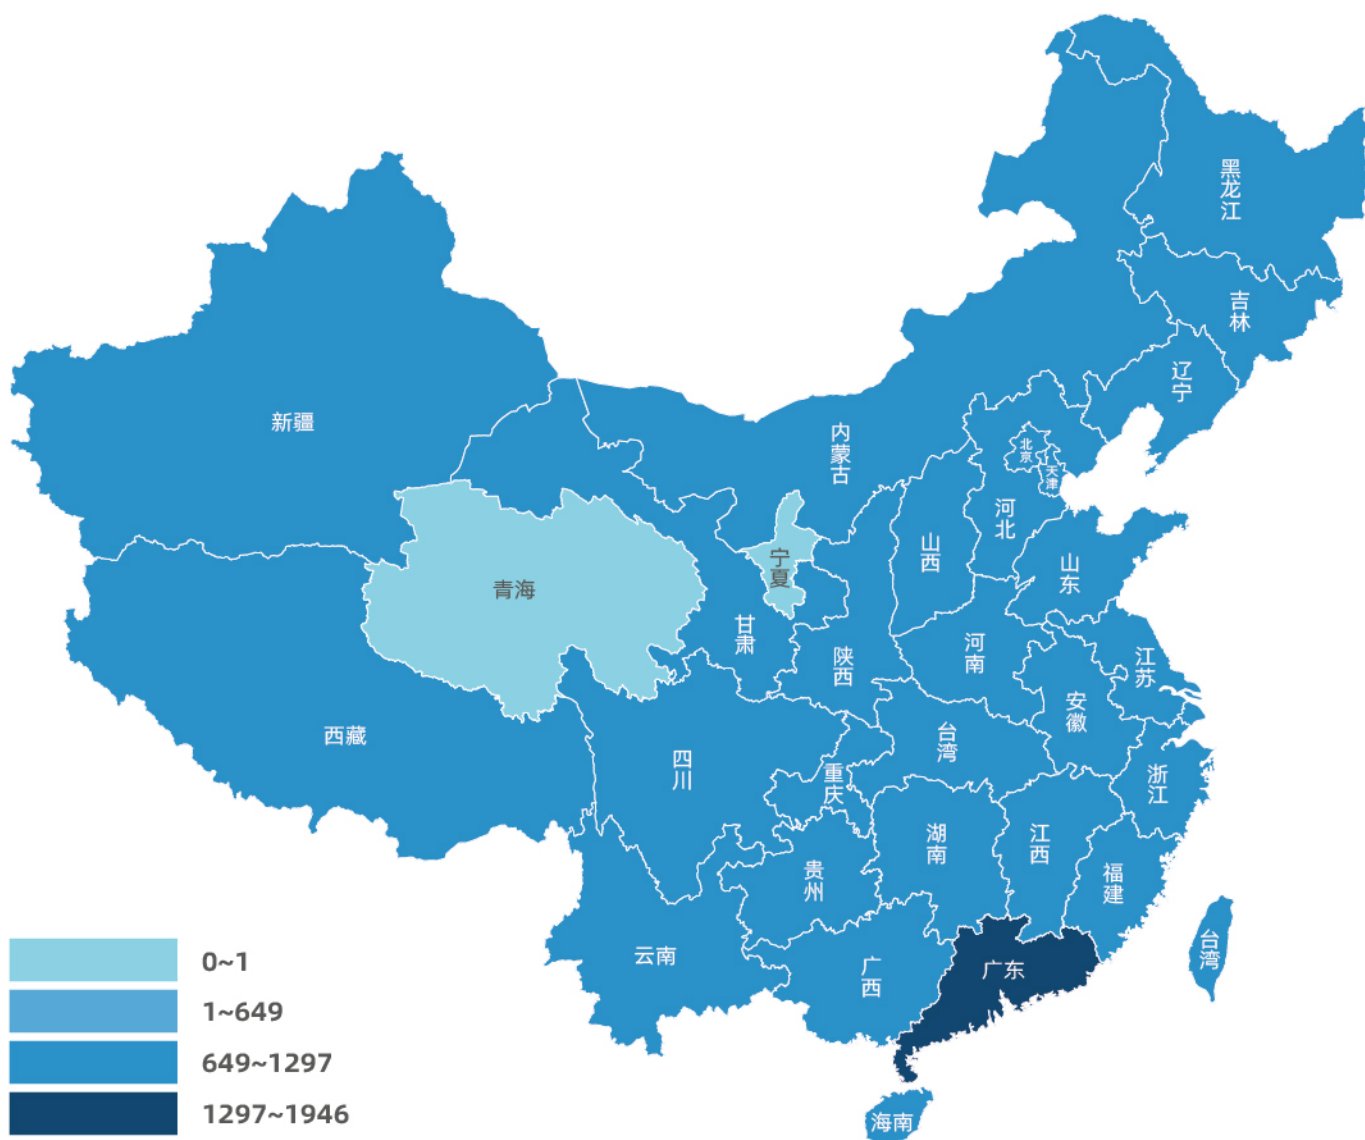 黑龙江
吉林
辽宁
新疆
内蒙古
北京
天津
河北
山西
山东
宁夏
青海
甘肃
陕西
河南
江苏
安徽
西藏
台湾
四川
重庆
浙江
湖南
江西
贵州
福建
台湾
云南
广西
广东
海南
0~1
1~649
649~1297
1297~1946